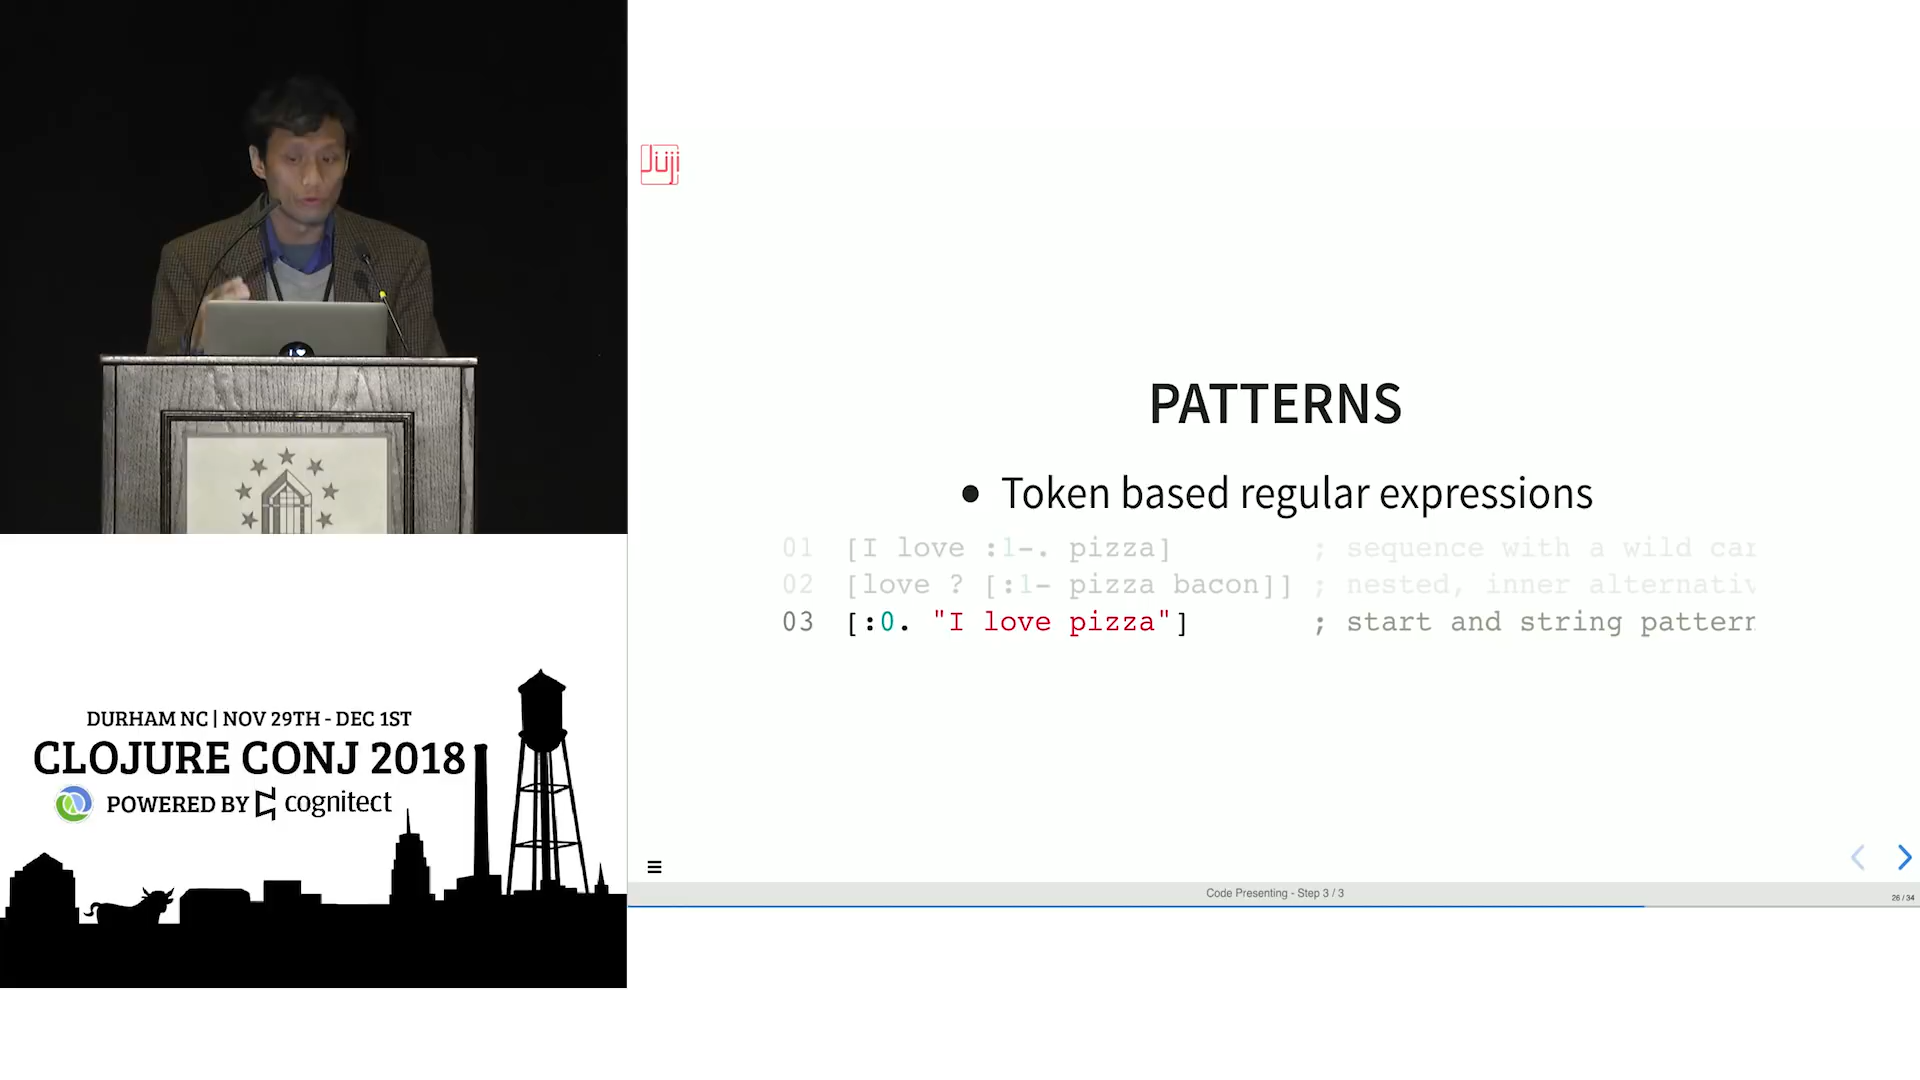 Juji
PATTERNS
• Token based regular expressions
01 [I love :1-. pizza] ; sequence with a wild car
02 [love ? [:1- pizza bacon]] ; nested, inner alternativ
03 [:0. "I love pizza"] ; start and string pattern
Code Presenting - Step 3 / 3
26 / 34
DURHAM NC | NOV 29TH - DEC 1ST
CLOJURE CONJ 2018
POWERED BY cognitect